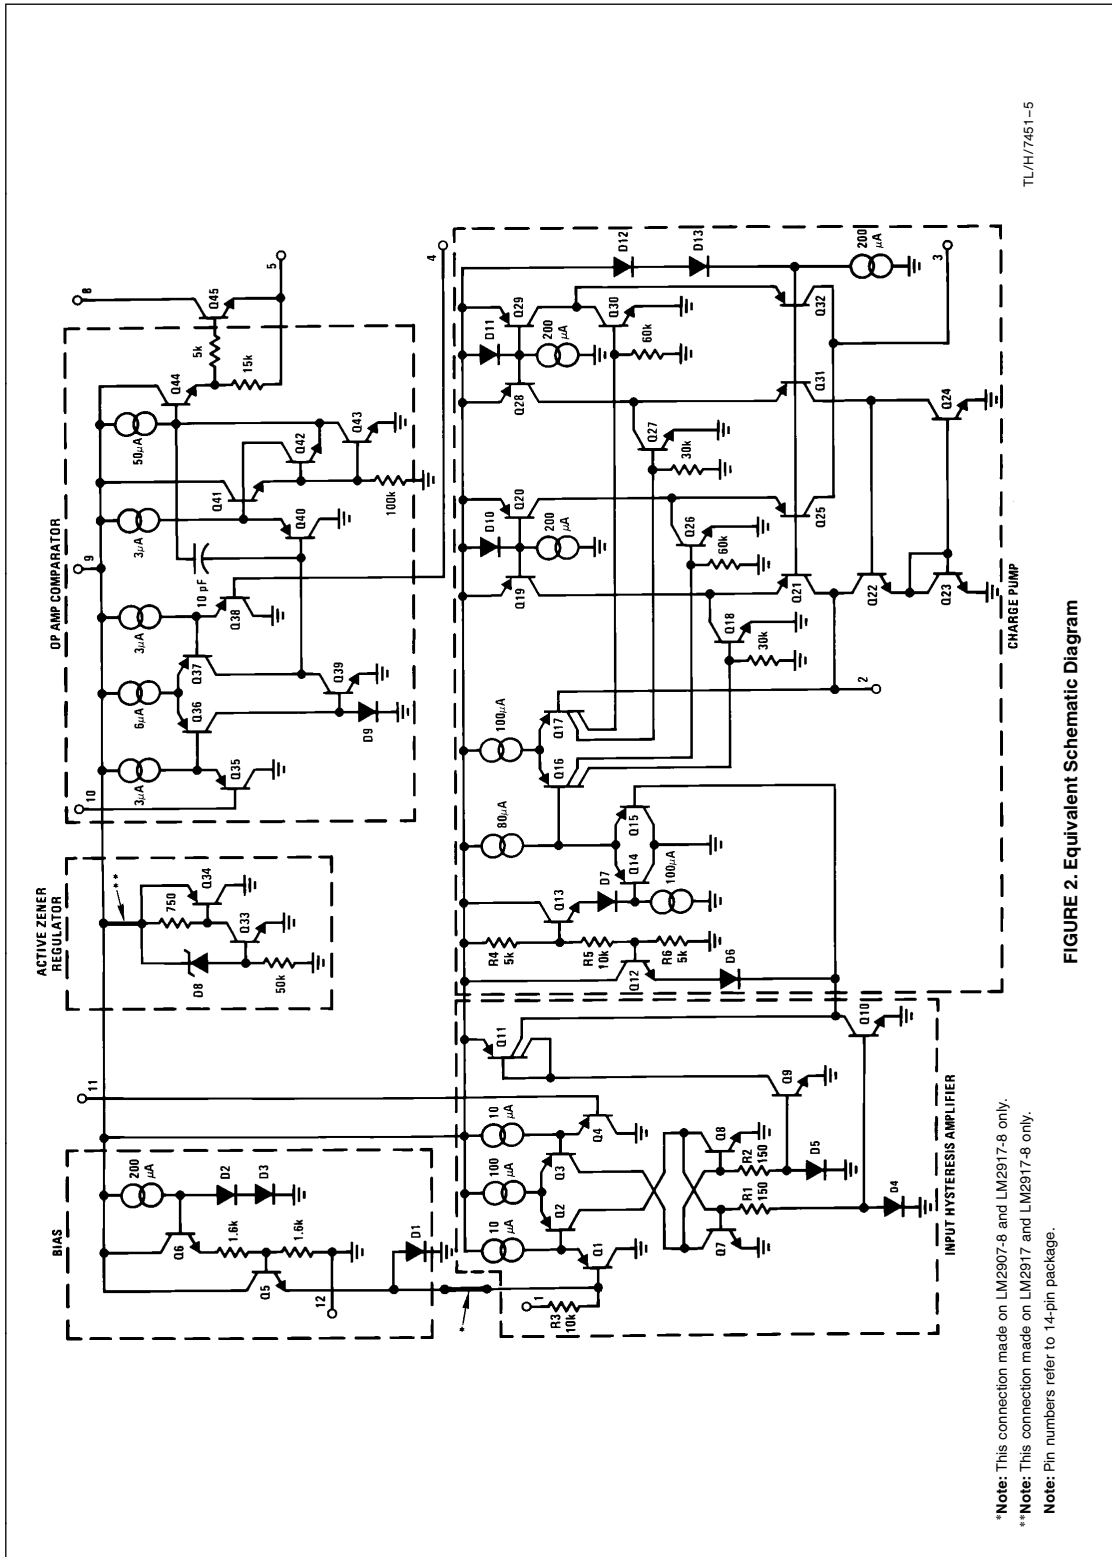 BIAS
200
µA
D2
D3
Q6
1.6k
1.6k
Q5
12
D1
*
11
ACTIVE ZENER
REGULATOR
**
D8
750
Q34
Q33
50k
OP AMP COMPARATOR
10
9
3µA
6µA
3µA
3µA
50µA
Q35
Q36
Q37
Q38
10 pF
D9
Q39
Q40
Q41
Q42
Q43
100k
Q44
5k
15k
Q45
8
5
4
1
R3
10k
10
µA
100
µA
10
µA
Q1
Q2
Q3
Q4
Q7
Q8
R1
150
R2
150
D4
D5
Q9
Q10
Q11
INPUT HYSTERESIS AMPLIFIER
R4
5k
R5
10k
R6
5k
Q12
D6
Q13
D7
100µA
Q14
Q15
80µA
100µA
Q16
Q17
2
Q18
30k
Q19
D10
Q20
200
µA
Q26
60k
Q21
Q25
Q22
Q23
Q27
30k
Q28
D11
Q29
200
µA
Q30
60k
Q31
Q32
Q24
D12
D13
200
µA
3
CHARGE PUMP
TL/H/7451–5
*Note: This connection made on LM2907-8 and LM2917-8 only.
**Note: This connection made on LM2917 and LM2917-8 only.
Note: Pin numbers refer to 14-pin package.
FIGURE 2. Equivalent Schematic Diagram